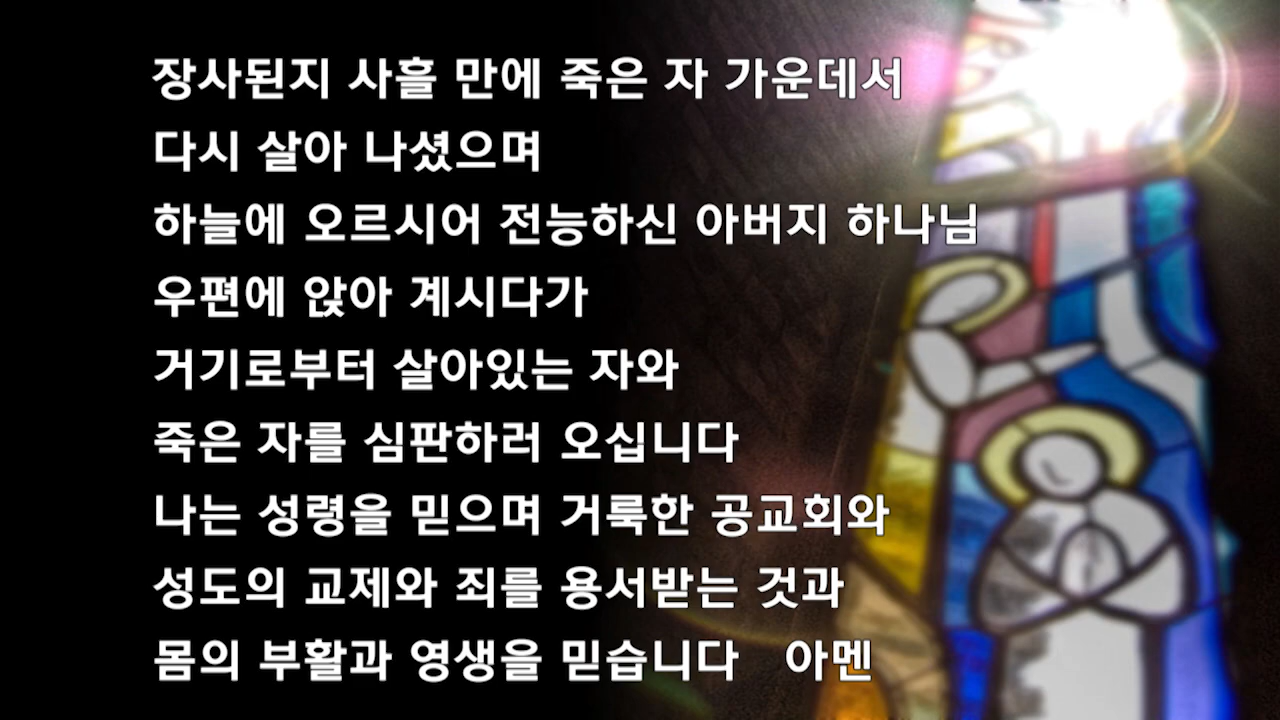 장사된지 사흘 만에 죽은 자 가운데서
다시 살아 나셨으며
하늘에 오르시어 전능하신 아버지 하나님
우편에 앉아 계시다가
거기로부터 살아있는 자와
죽은 자를 심판하러 오십니다
나는 성령을 믿으며 거룩한 공교회와
성도의 교제와 죄를 용서받는 것과
몸의 부활과 영생을 믿습니다 아멘